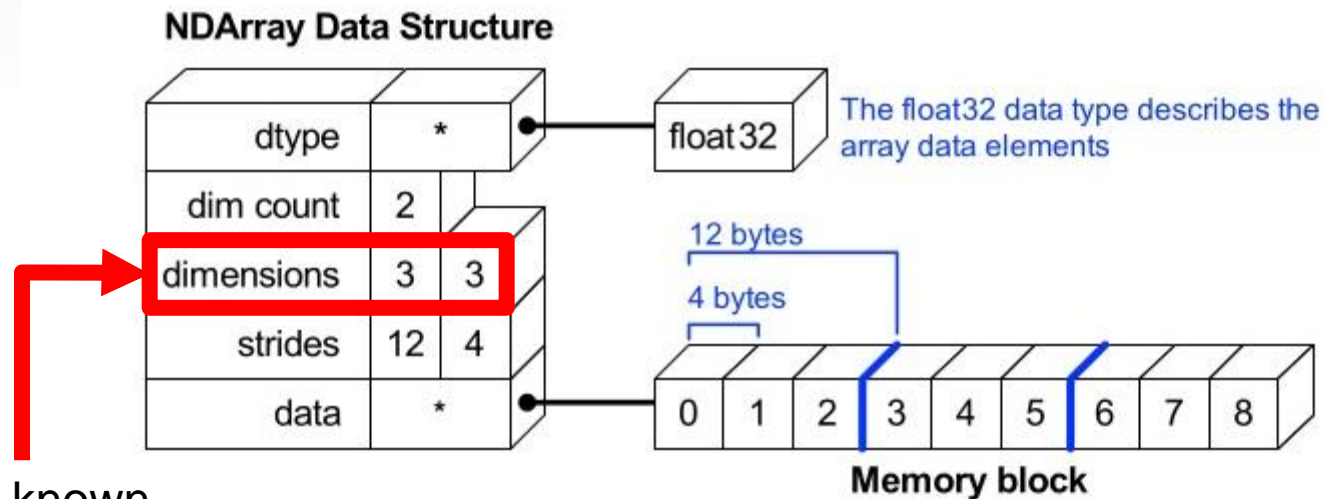 NDArray Data Structure
dtype *
float32
The float32 data type describes the
array data elements
dim count 2
dimensions 3 3
strides 12 4
data *
12 bytes
4 bytes
0 1 2 3 4 5 6 7 8
Memory block
known